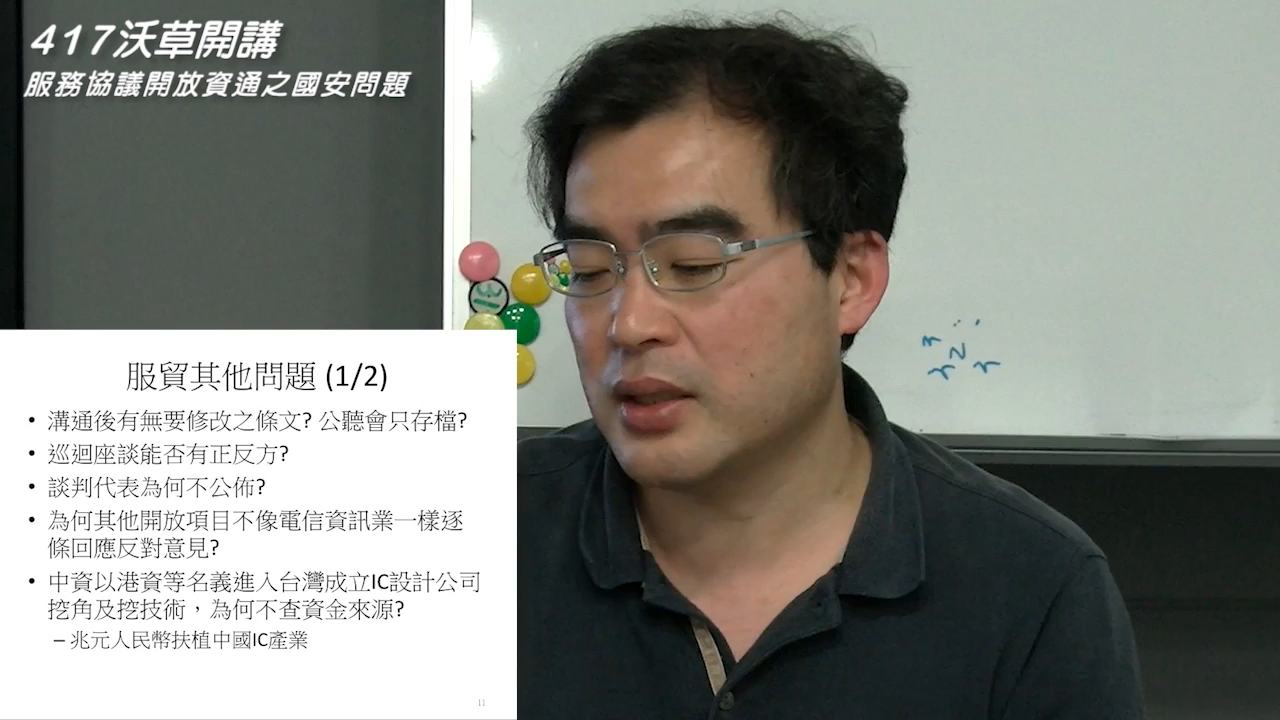 417沃草開講
服務協議開放資通之國安問題
服貿其他問題 (1/2)
• 溝通後有無要修改之條文? 公聽會只存檔?
• 巡迴座談能否有正反方?
• 談判代表為何不公佈?
• 為何其他開放項目不像電信資訊業一樣逐
條回應反對意見?
• 中資以港資等名義進入台灣成立IC設計公司
挖角及挖技術，為何不查資金來源?
– 兆元人民幣扶植中國IC產業
11